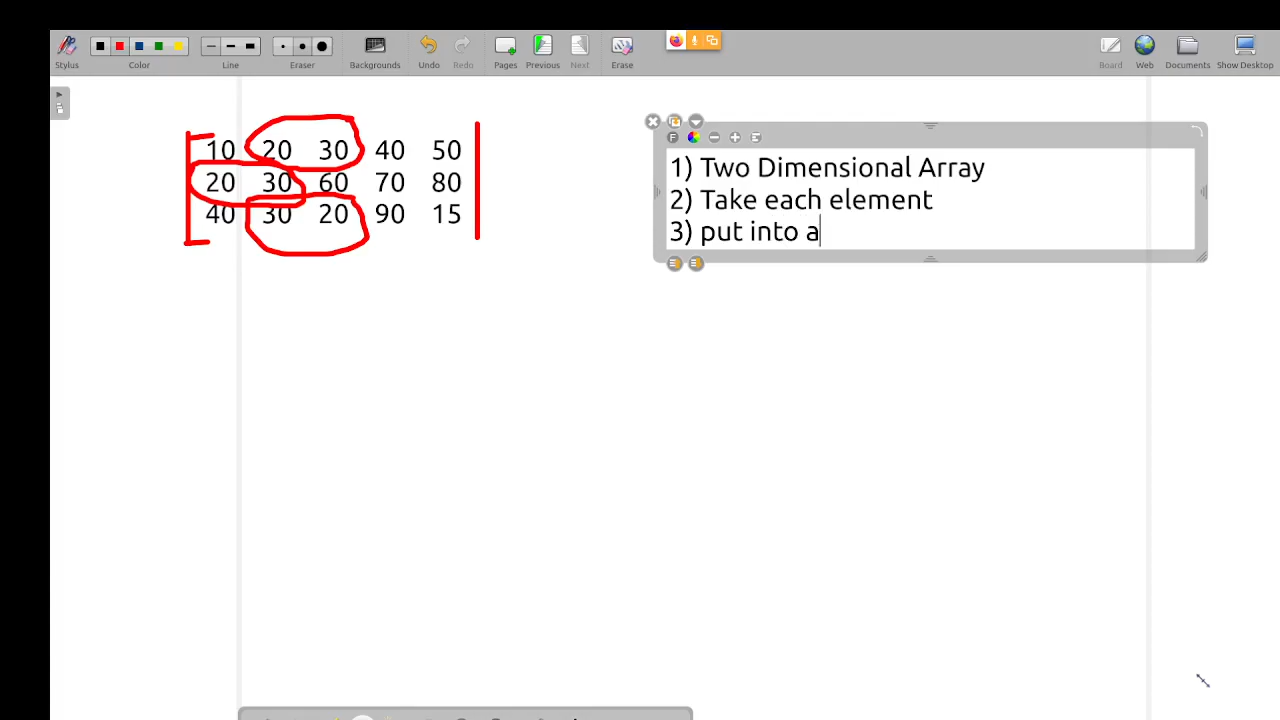 Stylus Color Line Eraser Backgrounds Undo Redo Pages Previous Next Erase Board Web Documents Show Desktop
10 20 30 40 50
20 30 60 70 80
40 30 20 90 15
F
1) Two Dimensional Array
2) Take each element
3) put into a